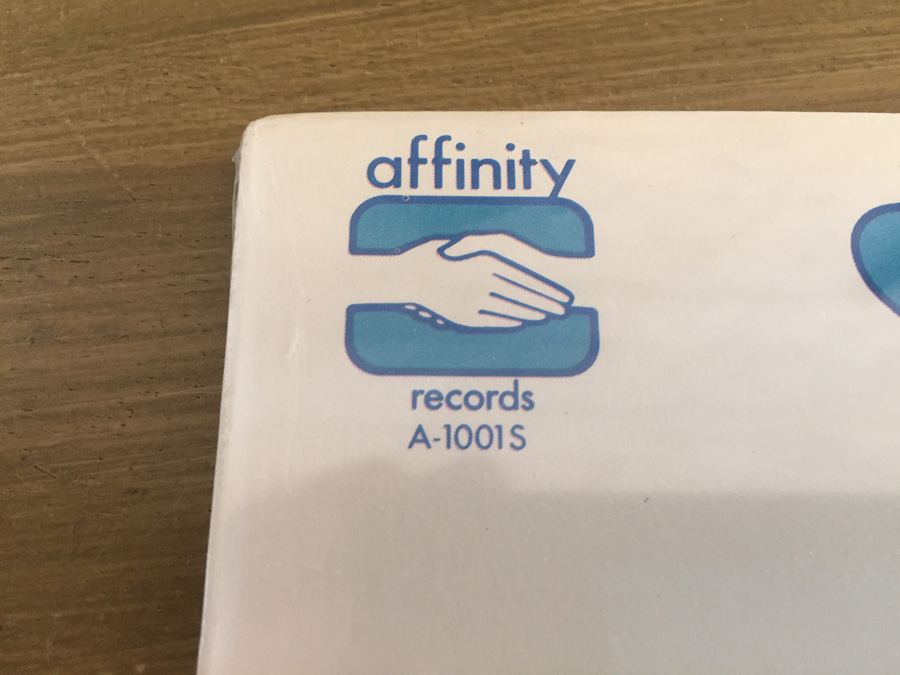 affinity
records
A-1001S